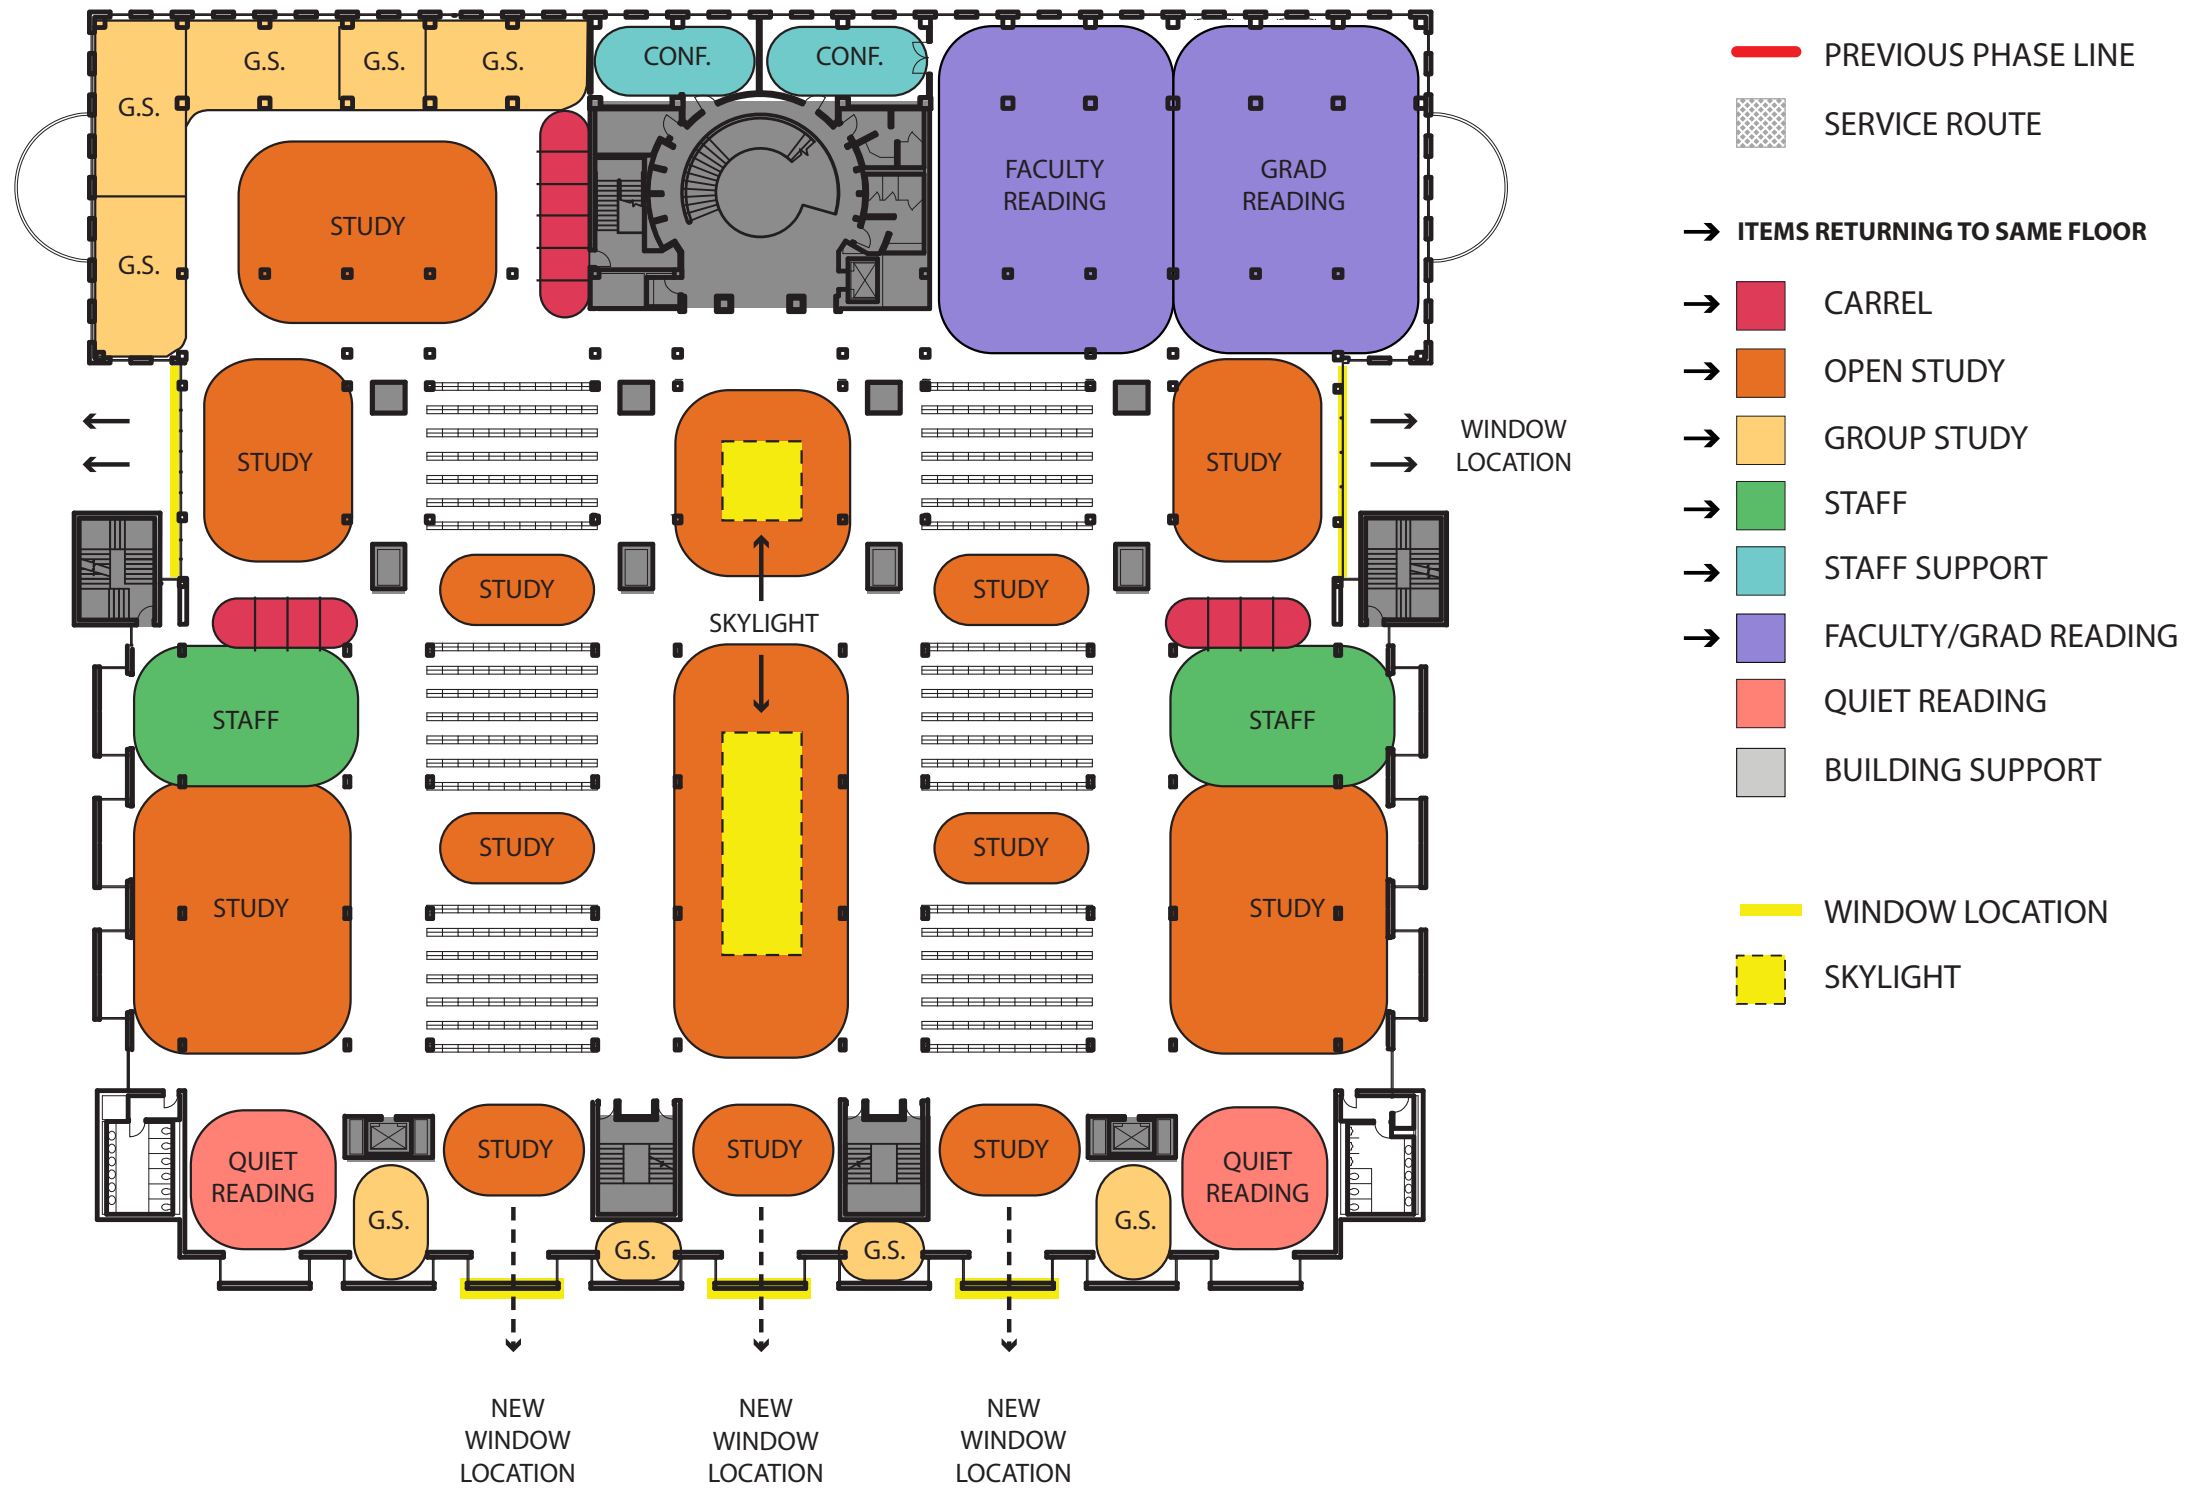 G.S.
G.S.
G.S.
CONF.
CONF.
G.S.
FACULTY
READING
GRAD
READING
STUDY
G.S.
STUDY
STUDY
WINDOW
LOCATION
STUDY
STUDY
SKYLIGHT
STAFF
STAFF
STUDY
STUDY
STUDY
STUDY
QUIET
READING
STUDY
STUDY
STUDY
QUIET
READING
G.S.
G.S.
G.S.
G.S.
NEW
WINDOW
LOCATION
NEW
WINDOW
LOCATION
NEW
WINDOW
LOCATION
PREVIOUS PHASE LINE
SERVICE ROUTE
ITEMS RETURNING TO SAME FLOOR
CARREL
OPEN STUDY
GROUP STUDY
STAFF
STAFF SUPPORT
FACULTY/GRAD READING
QUIET READING
BUILDING SUPPORT
WINDOW LOCATION
SKYLIGHT